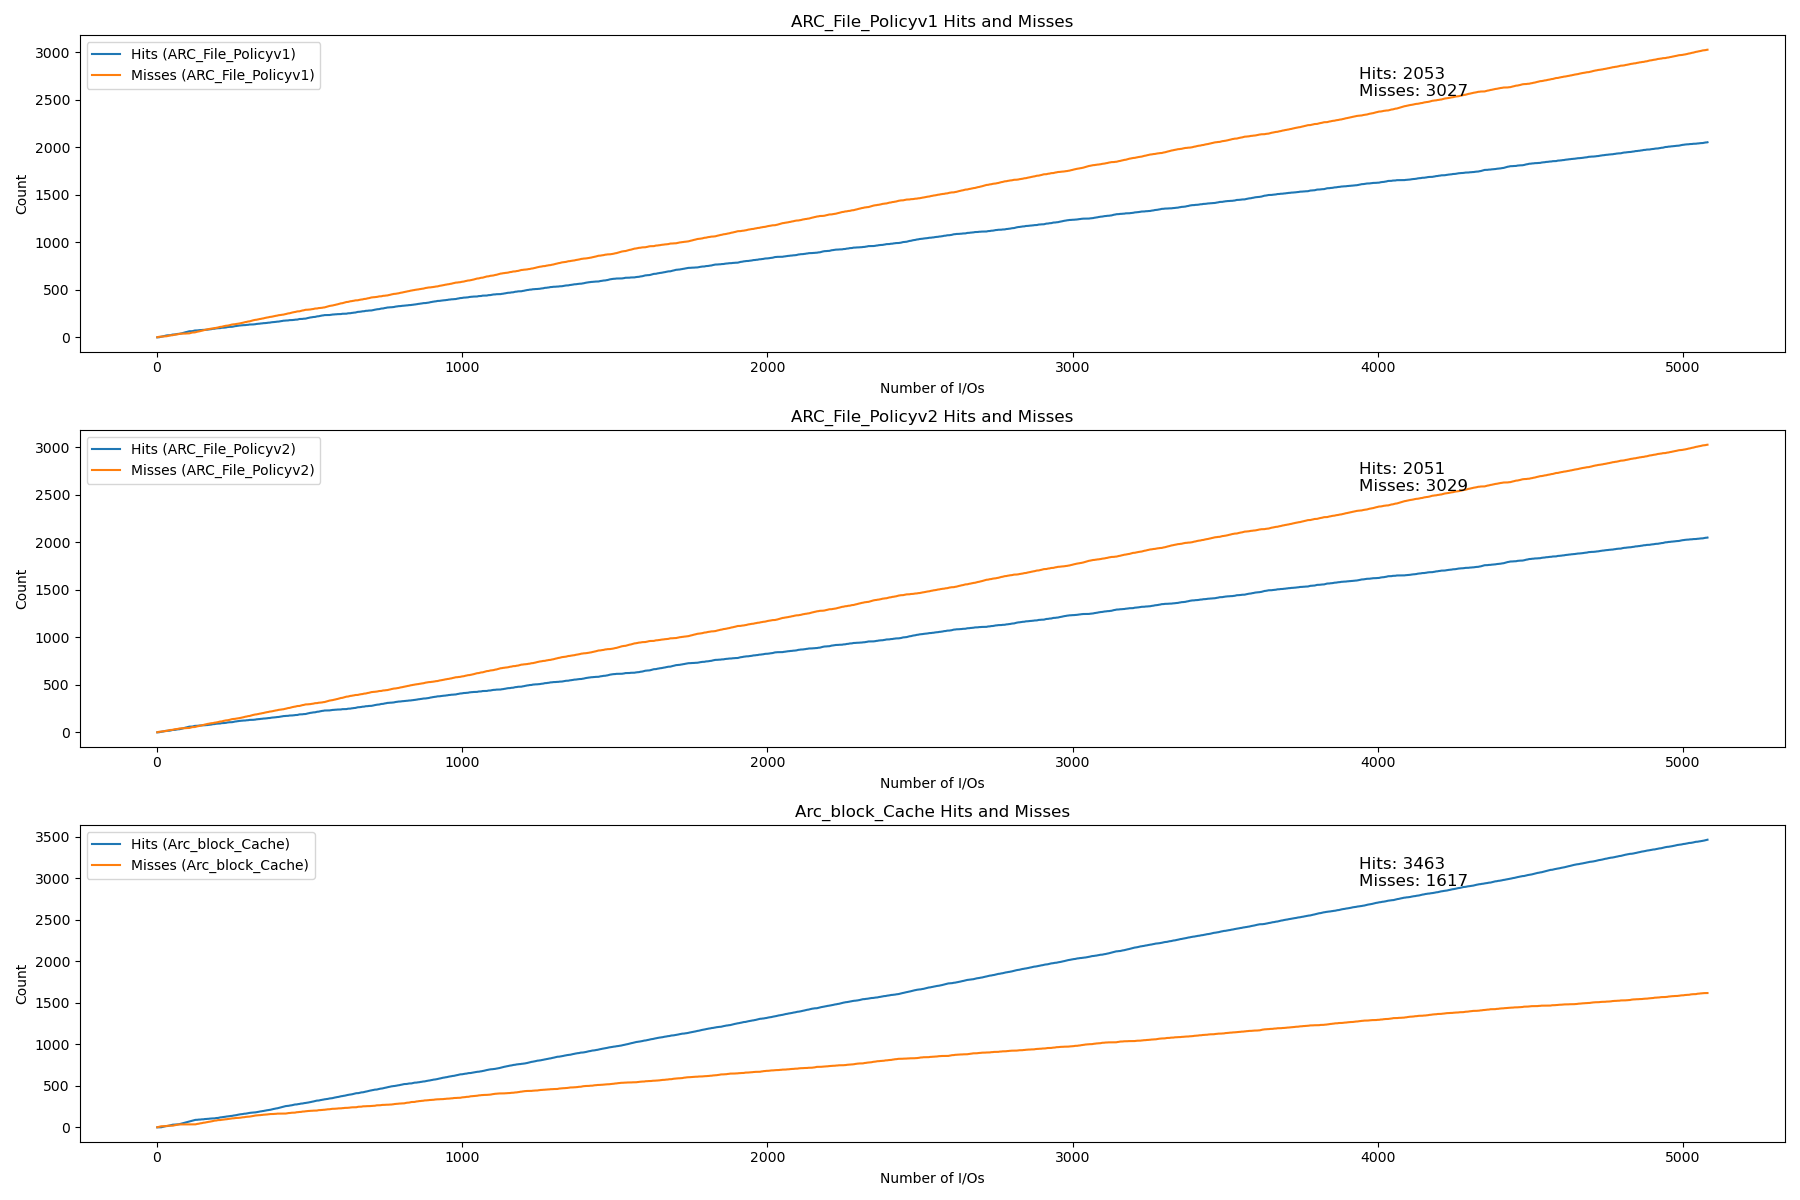 ARC_File_Policyv1 Hits and Misses
Hits (ARC_File_Policyv1)
Misses (ARC_File_Policyv1)
Hits: 2053
Misses: 3027
Count
3000
2500
2000
1500
1000
500
0
0 1000 2000 3000 4000 5000
Number of I/Os
ARC_File_Policyv2 Hits and Misses
Hits (ARC_File_Policyv2)
Misses (ARC_File_Policyv2)
Hits: 2051
Misses: 3029
Count
3000
2500
2000
1500
1000
500
0
0 1000 2000 3000 4000 5000
Number of I/Os
Arc_block_Cache Hits and Misses
Hits (Arc_block_Cache)
Misses (Arc_block_Cache)
Hits: 3463
Misses: 1617
Count
3500
3000
2500
2000
1500
1000
500
0
0 1000 2000 3000 4000 5000
Number of I/Os